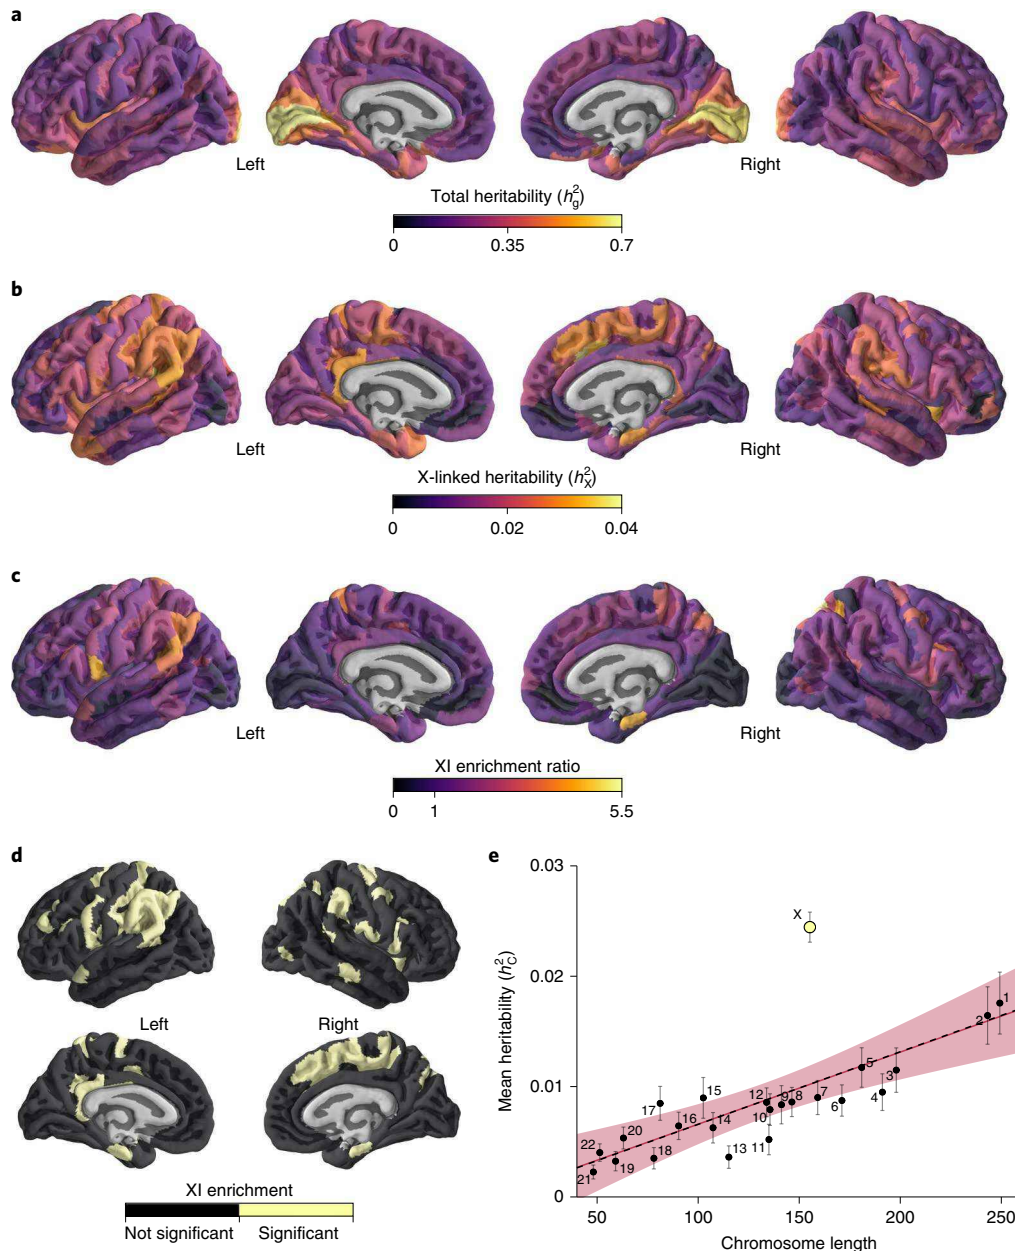 a
Left
Right
Total heritability (h²g)
0
0.35
0.7
b
Left
Right
X-linked heritability (h²X)
0
0.02
0.04
c
Left
Right
XI enrichment ratio
0
1
5.5
d
Left
Right
XI enrichment
Not significant
Significant
e
0.03
0.02
0.01
0
Mean heritability (h²C)
X
1
2
3
4
5
6
7
8
9
10
11
12
13
14
15
16
17
18
19
20
21
22
50
100
150
200
250
Chromosome length